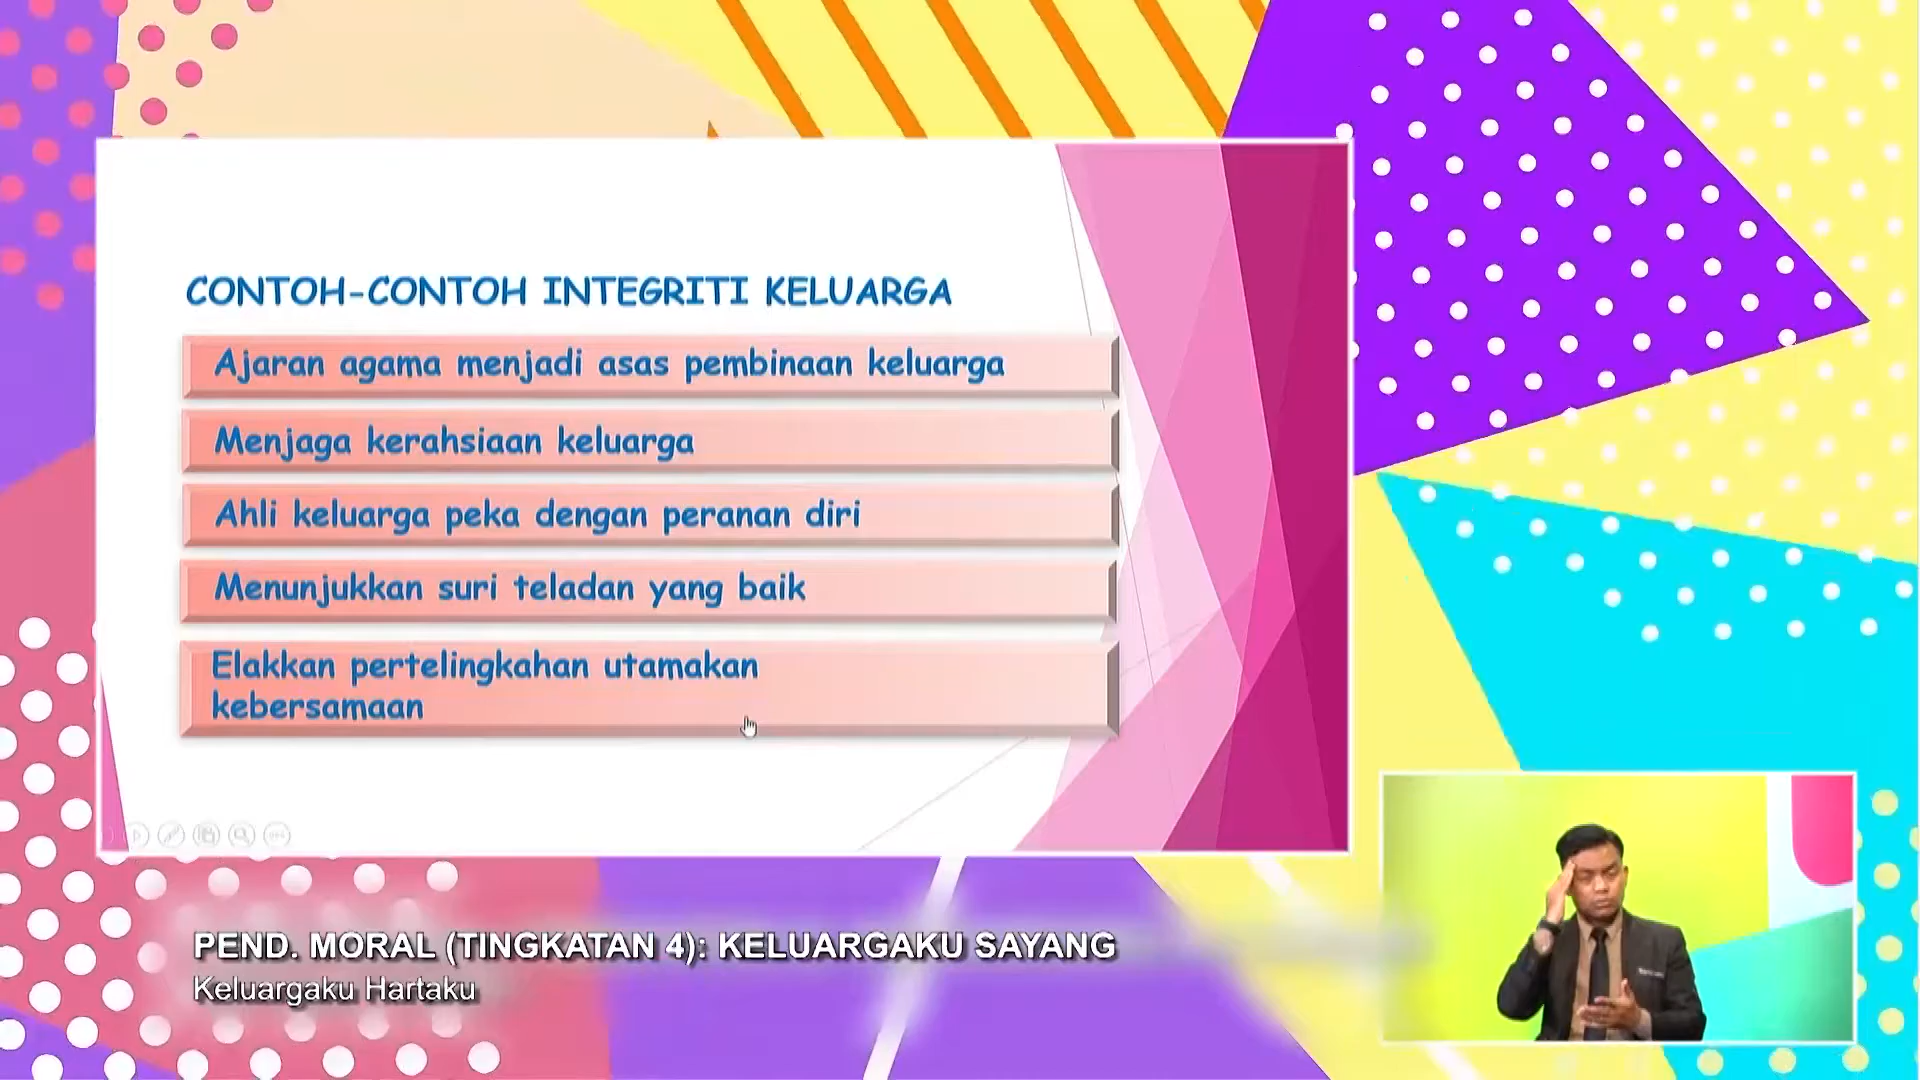 CONTOH-CONTOH INTEGRITI KELUARGA
Ajaran agama menjadi asas pembinaan keluarga
Menjaga kerahsiaan keluarga
Ahli keluarga peka dengan peranan diri
Menunjukkan suri teladan yang baik
Elakkan pertelingkahan utamakan
kebersamaan
PEND. MORAL (TINGKATAN 4): KELUARGAKU SAYANG
Keluargaku Hartaku